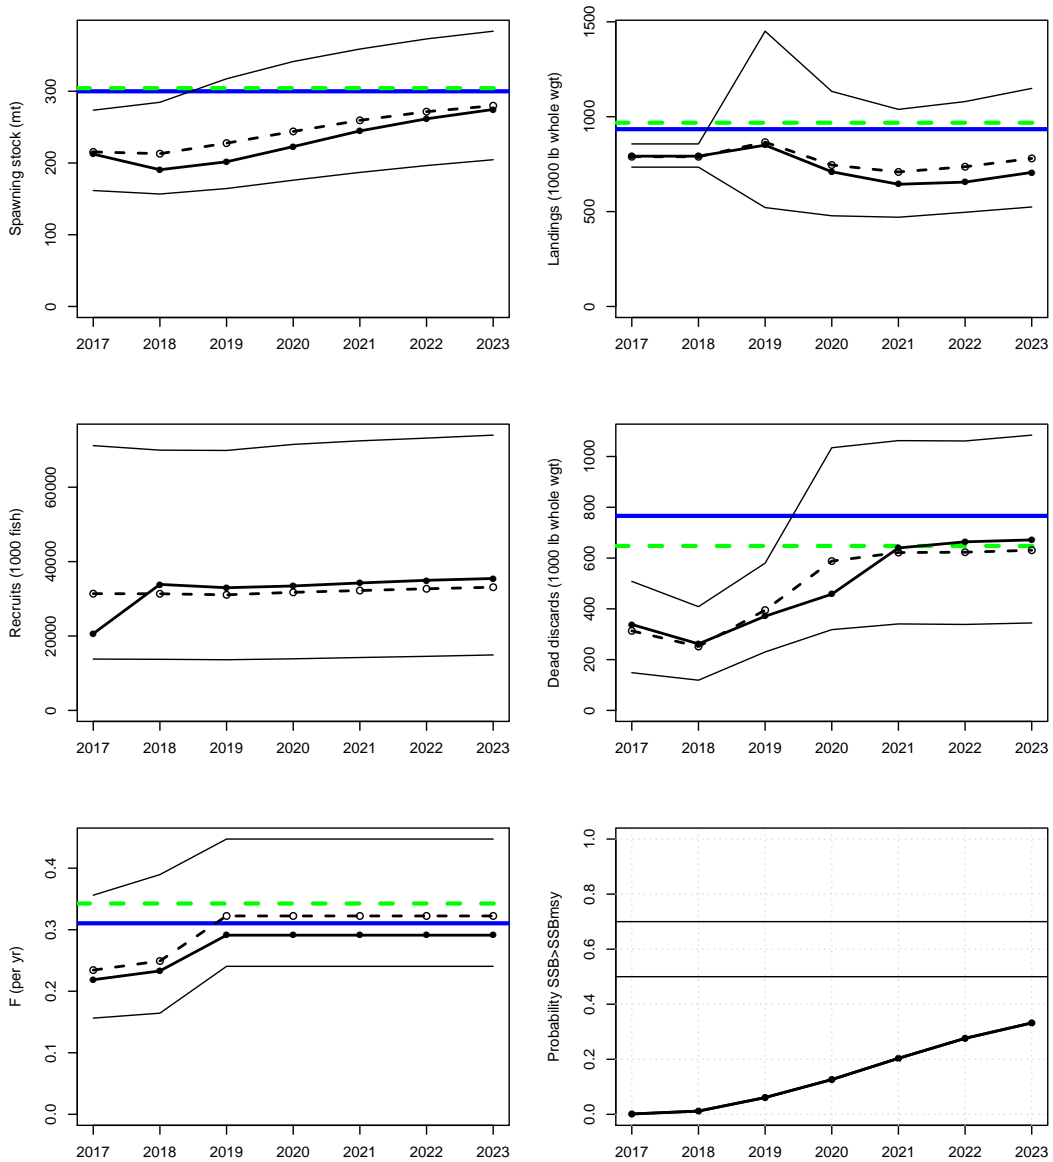 Spawning stock (mt)
0 100 200 300
2017 2018 2019 2020 2021 2022 2023
Landings (1000 lb whole wgt)
0 500 1000 1500
2017 2018 2019 2020 2021 2022 2023
Recruits (1000 fish)
0 20000 40000 60000
2017 2018 2019 2020 2021 2022 2023
Dead discards (1000 lb whole wgt)
0 200 400 600 800 1000
2017 2018 2019 2020 2021 2022 2023
F (per yr)
0.0 0.1 0.2 0.3 0.4
2017 2018 2019 2020 2021 2022 2023
Probability SSB>SSBmsy
0.0 0.2 0.4 0.6 0.8 1.0
2017 2018 2019 2020 2021 2022 2023